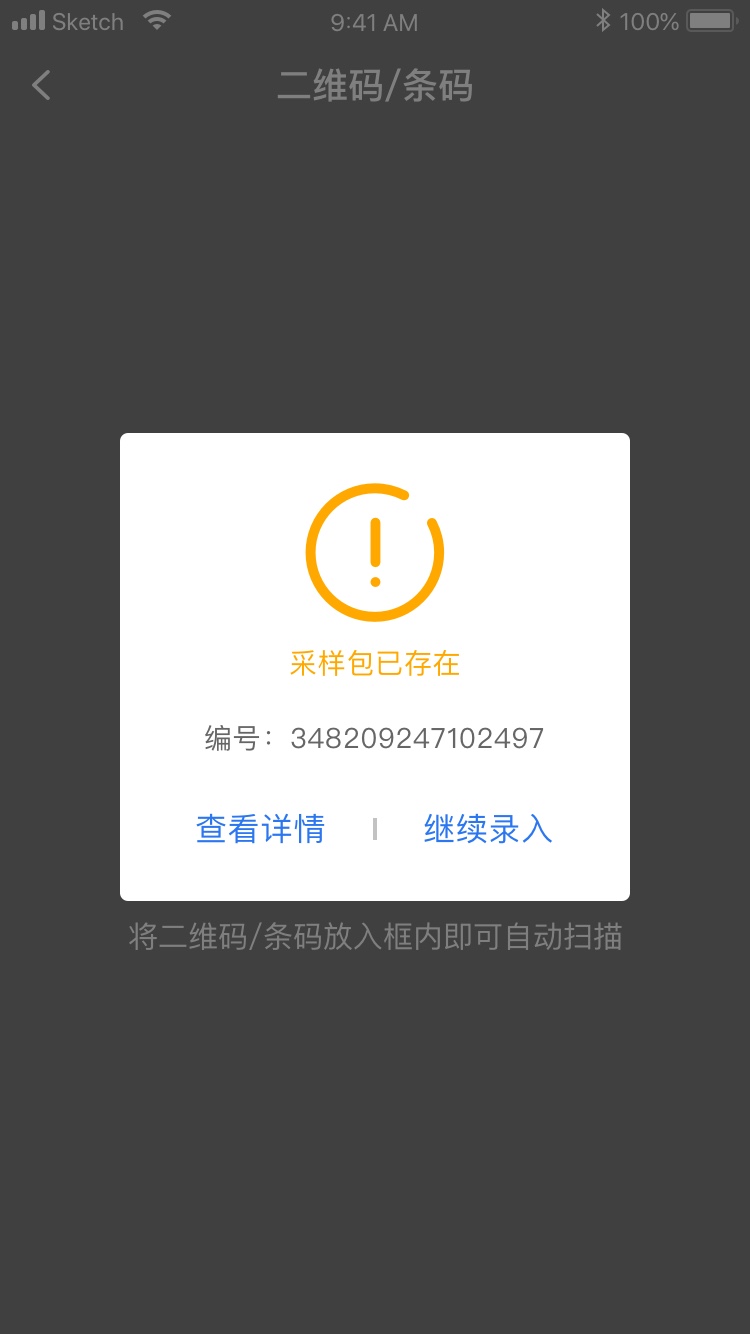 Sketch 9:41 AM 100%
二维码/条码
采样包已存在
编号：348209247102497
查看详情 | 继续录入
将二维码/条码放入框内即可自动扫描